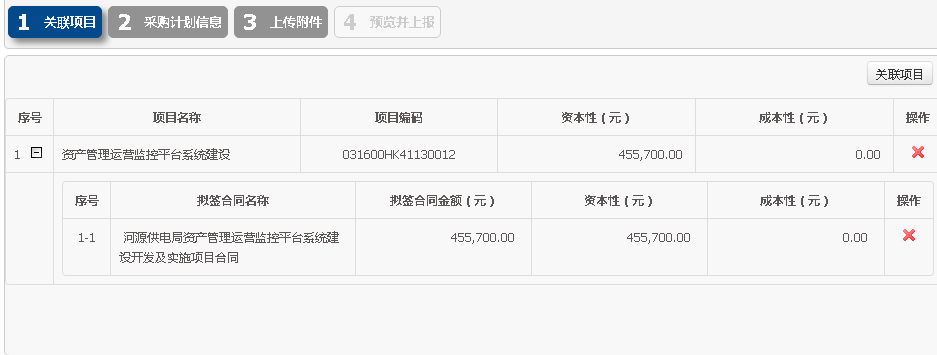 1 关联项目 2 采购计划信息 3 上传附件 4 预览并上报
关联项目
序号 项目名称 项目编码 资本性（元） 成本性（元） 操作
1 资产管理运营监控平台系统建设 031600HK41130012 455,700.00 0.00
序号 拟签合同名称 拟签合同金额（元） 资本性（元） 成本性（元） 操作
1-1 河源供电局资产管理运营监控平台系统建 455,700.00 455,700.00 0.00
设开发及实施项目合同